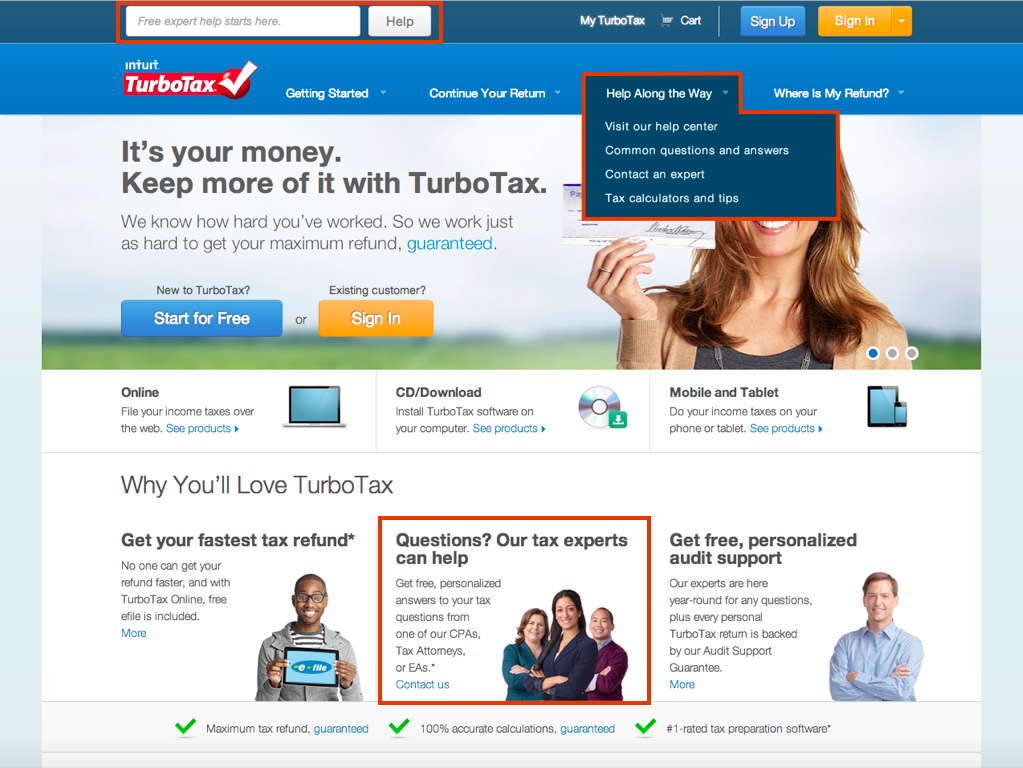 Free expert help starts here.
Help
My TurboTax
Cart
Sign Up
Sign In
intuit.
TurboTax
Getting Started
Continue Your Return
Help Along the Way
Where Is My Refund?
Visit our help center
Common questions and answers
Contact an expert
Tax calculators and tips
It's your money.
Keep more of it with TurboTax.
We know how hard you've worked. So we work just
as hard to get your maximum refund, guaranteed.
New to TurboTax?
Start for Free
or
Existing customer?
Sign In
Online
File your income taxes over
the web. See products
CD/Download
Install TurboTax software on
your computer. See products
Mobile and Tablet
Do your income taxes on your
phone or tablet. See products
Why You'll Love TurboTax
Get your fastest tax refund*
No one can get your
refund faster, and with
TurboTax Online, free
efile is included.
More
e-file
Questions? Our tax experts
can help
Get free, personalized
answers to your tax
questions from
one of our CPAs,
Tax Attorneys,
or EAs.*
Contact us
Get free, personalized
audit support
Our experts are here
year-round for any questions,
plus every personal
TurboTax return is backed
by our Audit Support
Guarantee.
More
Maximum tax refund, guaranteed
100% accurate calculations, guaranteed
#1-rated tax preparation software*